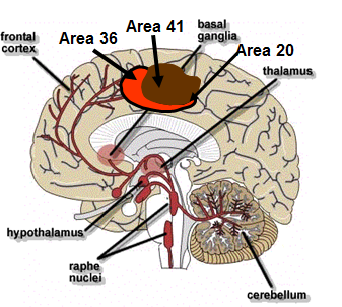 frontal
cortex
Area 36
Area 41
basal
ganglia
Area 20
thalamus
hypothalamus
raphe
nuclei
cerebellum